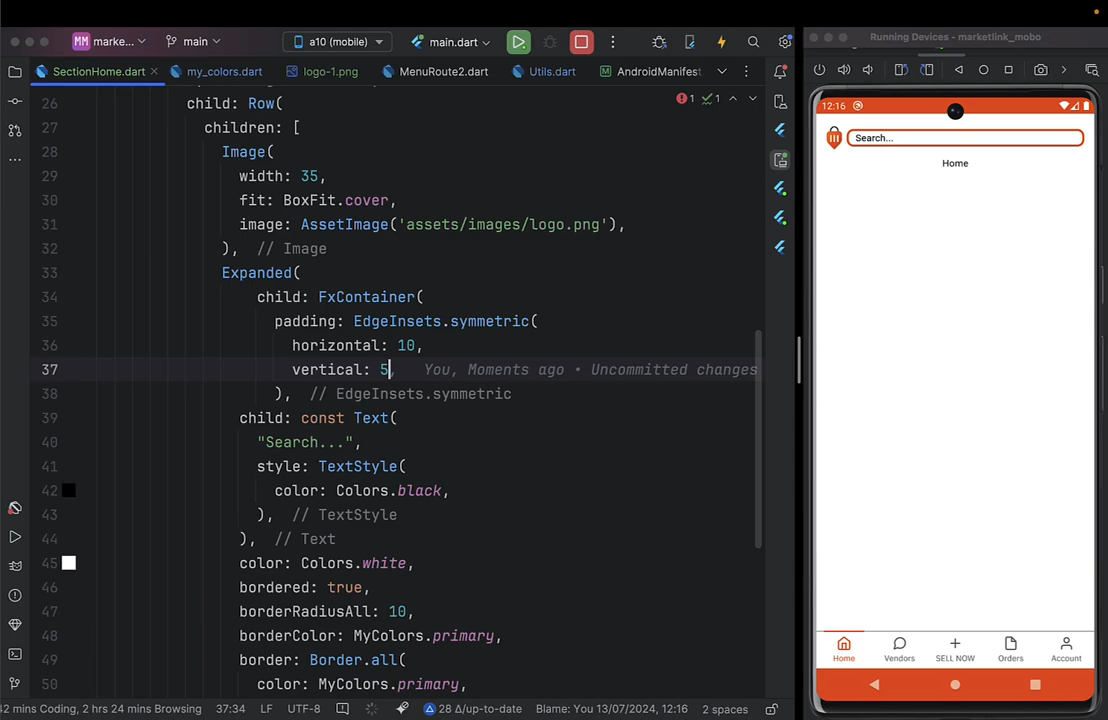 Running Devices - marketlink_mobo
MM marke...
main
a10 (mobile)
main.dart
SectionHome.dart
my_colors.dart
logo-1.png
MenuRoute2.dart
Utils.dart
AndroidManifest
26 child: Row(
1 1
27 children: [
28 Image(
29 width: 35,
30 fit: BoxFit.cover,
31 image: AssetImage('assets/images/logo.png'),
32 ), // Image
33 Expanded(
34 child: FxContainer(
35 padding: EdgeInsets.symmetric(
36 horizontal: 10,
37 vertical: 5, You, Moments ago • Uncommitted changes
38 ), // EdgeInsets.symmetric
39 child: const Text(
40 "Search...",
41 style: TextStyle(
42 color: Colors.black,
43 ), // TextStyle
44 ), // Text
45 color: Colors.white,
46 bordered: true,
47 borderRadiusAll: 10,
48 borderColor: MyColors.primary,
49 border: Border.all(
50 color: MyColors.primary,
2 mins Coding, 2 hrs 24 mins Browsing
37:34
LF
UTF-8
28 Δ/up-to-date
Blame: You 13/07/2024, 12:16
2 spaces
12:16
Search...
Home
Home
Vendors
SELL NOW
Orders
Account